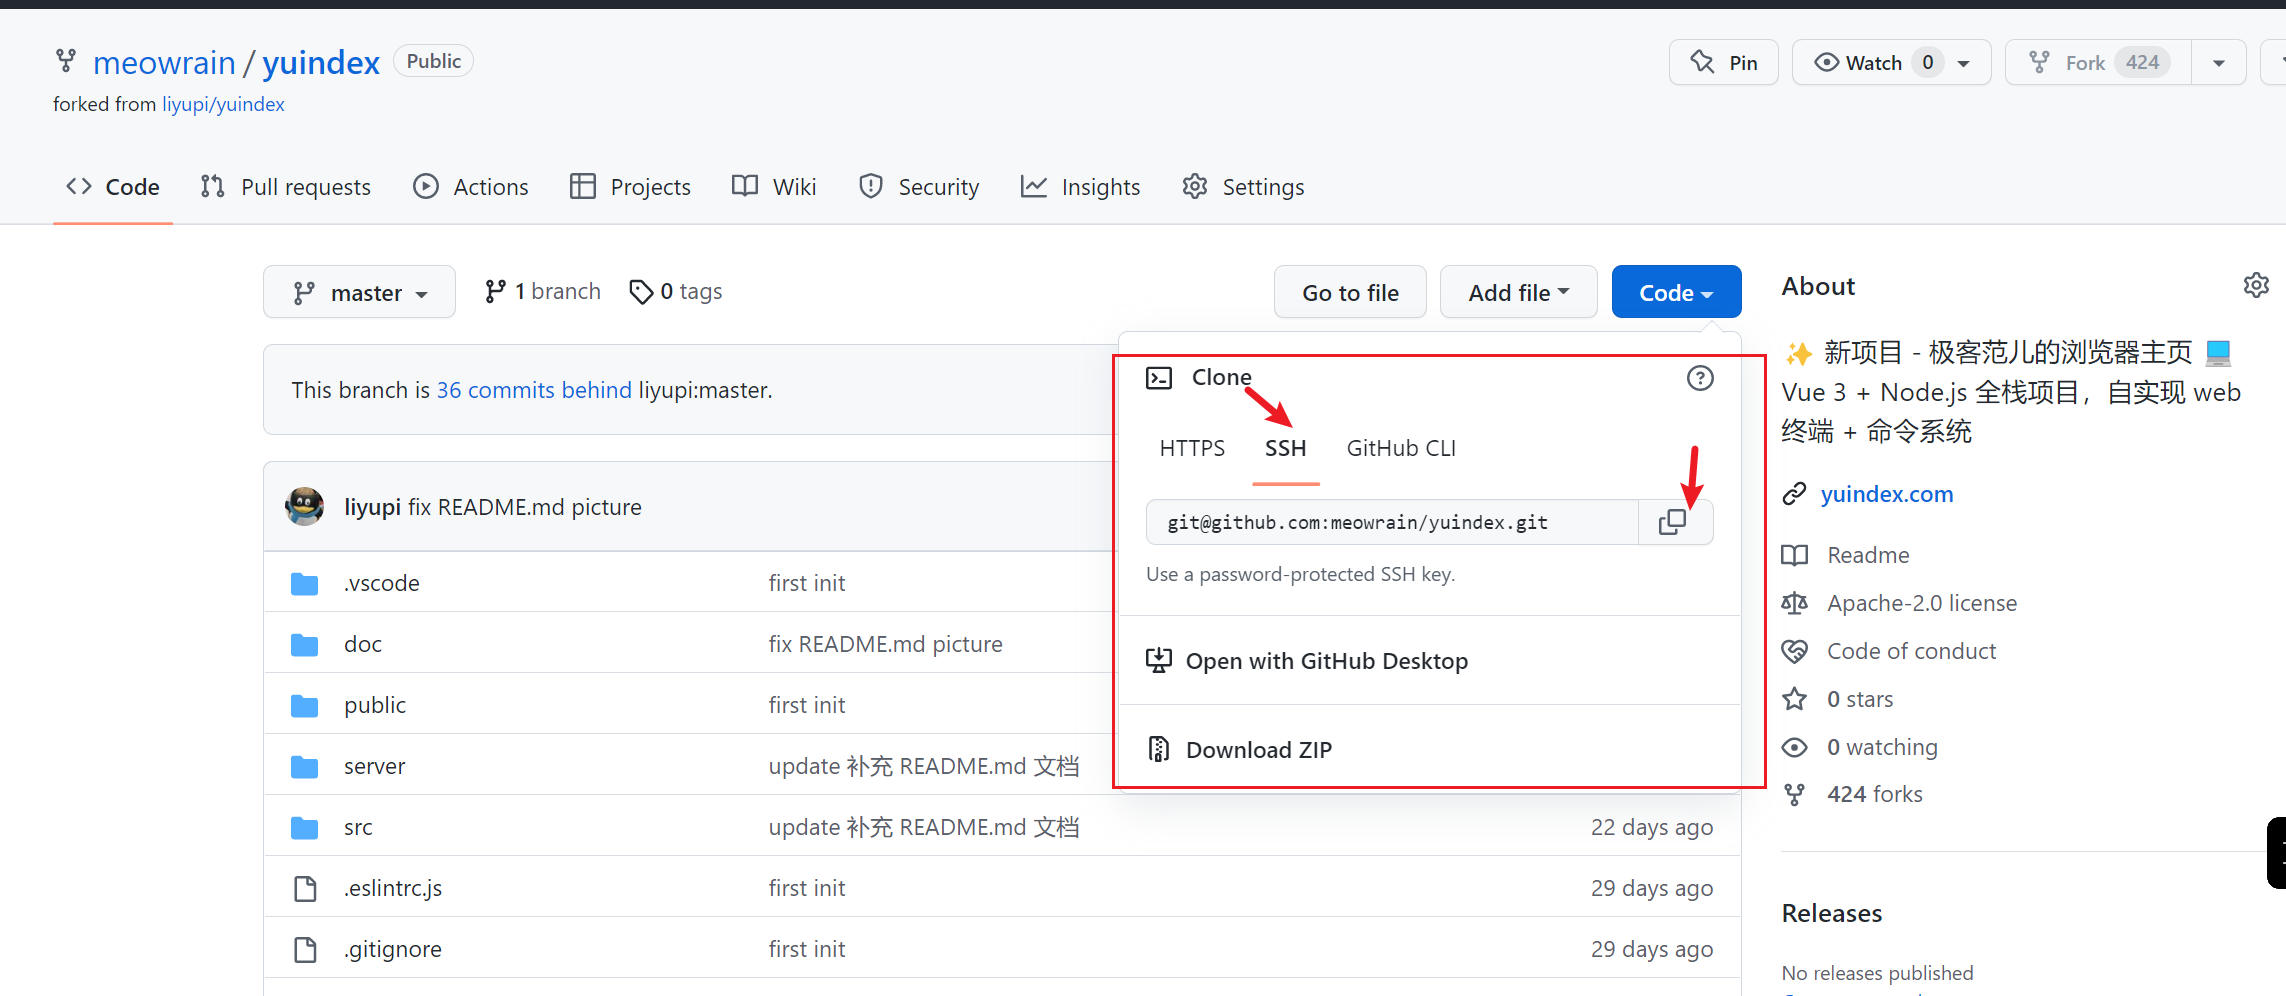 meowrain / yuindex Public
Pin
Watch 0
Fork 424
forked from liyupi/yuindex
Code
Pull requests
Actions
Projects
Wiki
Security
Insights
Settings
master
1 branch
0 tags
Go to file
Add file
Code
This branch is 36 commits behind liyupi:master.
liyupi fix README.md picture
.vscode first init
doc fix README.md picture
public first init
server update 补充 README.md 文档
src update 补充 README.md 文档 22 days ago
.eslintrc.js first init 29 days ago
.gitignore first init 29 days ago
Clone
HTTPS
SSH
GitHub CLI
git@github.com:meowrain/yuindex.git
Use a password-protected SSH key.
Open with GitHub Desktop
Download ZIP
About
✨ 新项目 - 极客范儿的浏览器主页 💻
Vue 3 + Node.js 全栈项目，自实现 web
终端 + 命令系统
yuindex.com
Readme
Apache-2.0 license
Code of conduct
0 stars
0 watching
424 forks
Releases
No releases published